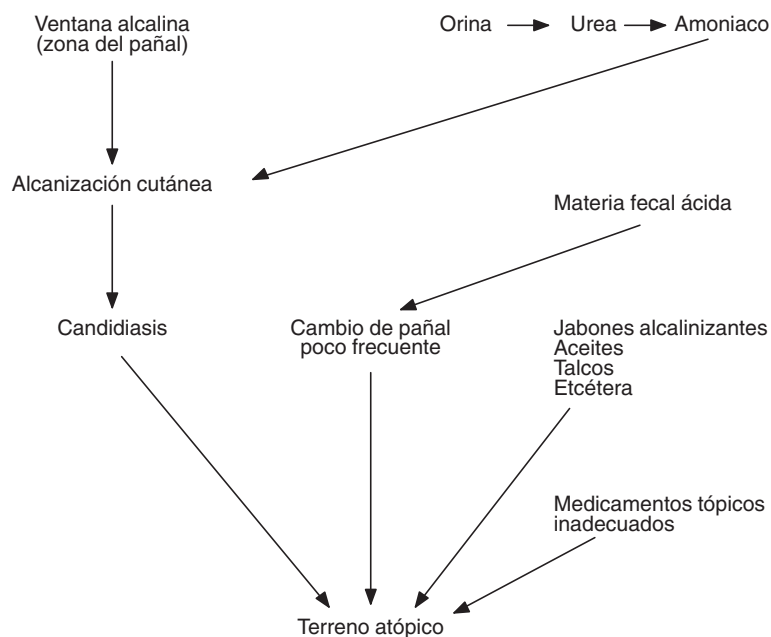 Ventana alcalina
(zona del pañal)
Orina Urea Amoniaco
Alcanización cutánea
Materia fecal ácida
Candidiasis
Cambio de pañal
poco frecuente
Jabones alcalinizantes
Aceites
Talcos
Etcétera
Medicamentos tópicos
inadecuados
Terreno atópico